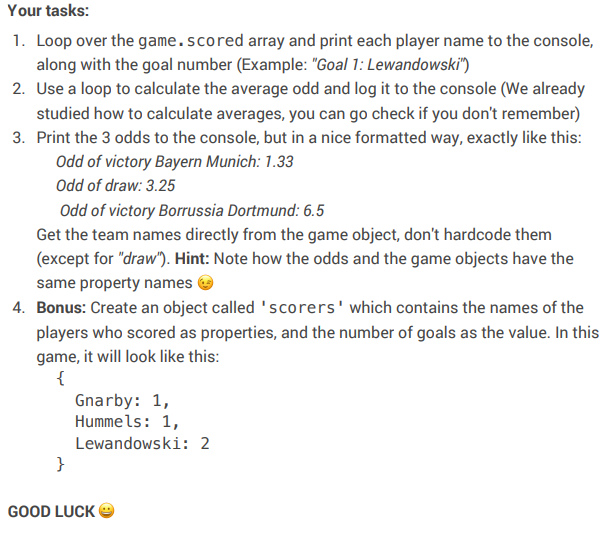 Your tasks:
1. Loop over the game.scored array and print each player name to the console,
along with the goal number (Example: "Goal 1: Lewandowski")
2. Use a loop to calculate the average odd and log it to the console (We already
studied how to calculate averages, you can go check if you don't remember)
3. Print the 3 odds to the console, but in a nice formatted way, exactly like this:
Odd of victory Bayern Munich: 1.33
Odd of draw: 3.25
Odd of victory Borrussia Dortmund: 6.5
Get the team names directly from the game object, don't hardcode them
(except for "draw"). Hint: Note how the odds and the game objects have the
same property names 😉
4. Bonus: Create an object called 'scorers' which contains the names of the
players who scored as properties, and the number of goals as the value. In this
game, it will look like this:
{
Gnarby: 1,
Hummels: 1,
Lewandowski: 2
}
GOOD LUCK 😀